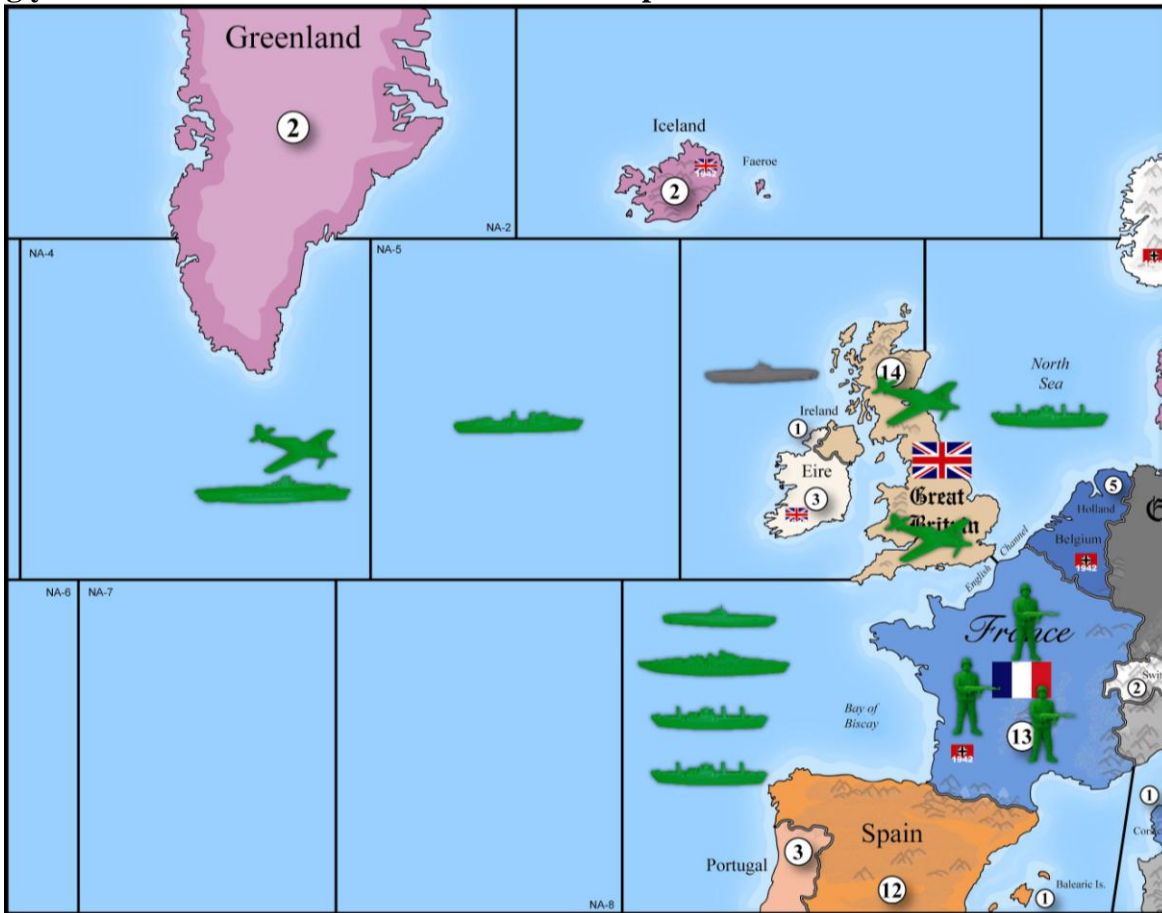 Greenland
2
Iceland
1942
2
Faeroe
NA-2
NA-4
NA-5
14
North
Sea
Ireland
1
Eire
3
Great
Britain
5
Holland
Belgium
1942
English Channel
France
13
1942
2
Bay of
Biscay
NA-6
NA-7
Spain
3
Portugal
12
Balearic Is.
1
1
NA-8